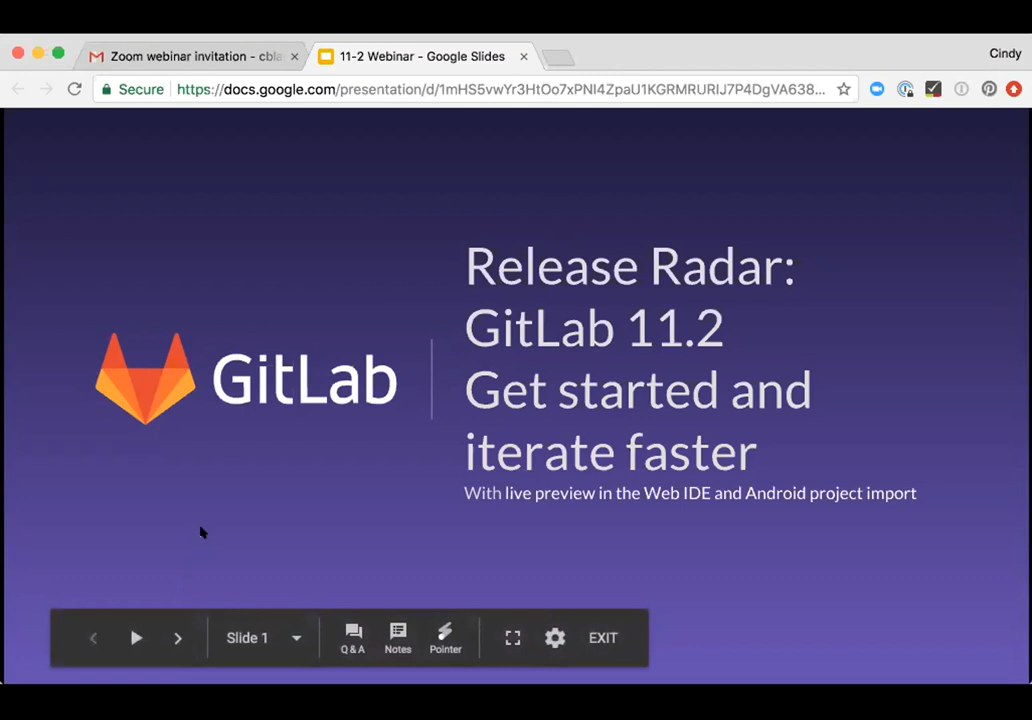 Zoom webinar invitation - cbla
11-2 Webinar - Google Slides
Cindy
Secure
https://docs.google.com/presentation/d/1mHS5vwYr3HtOo7xPNI4ZpaU1KGRMRURIJ7P4DgVA638...
GitLab
Release Radar:
GitLab 11.2
Get started and
iterate faster
With live preview in the Web IDE and Android project import
Slide 1
Q & A
Notes
Pointer
EXIT